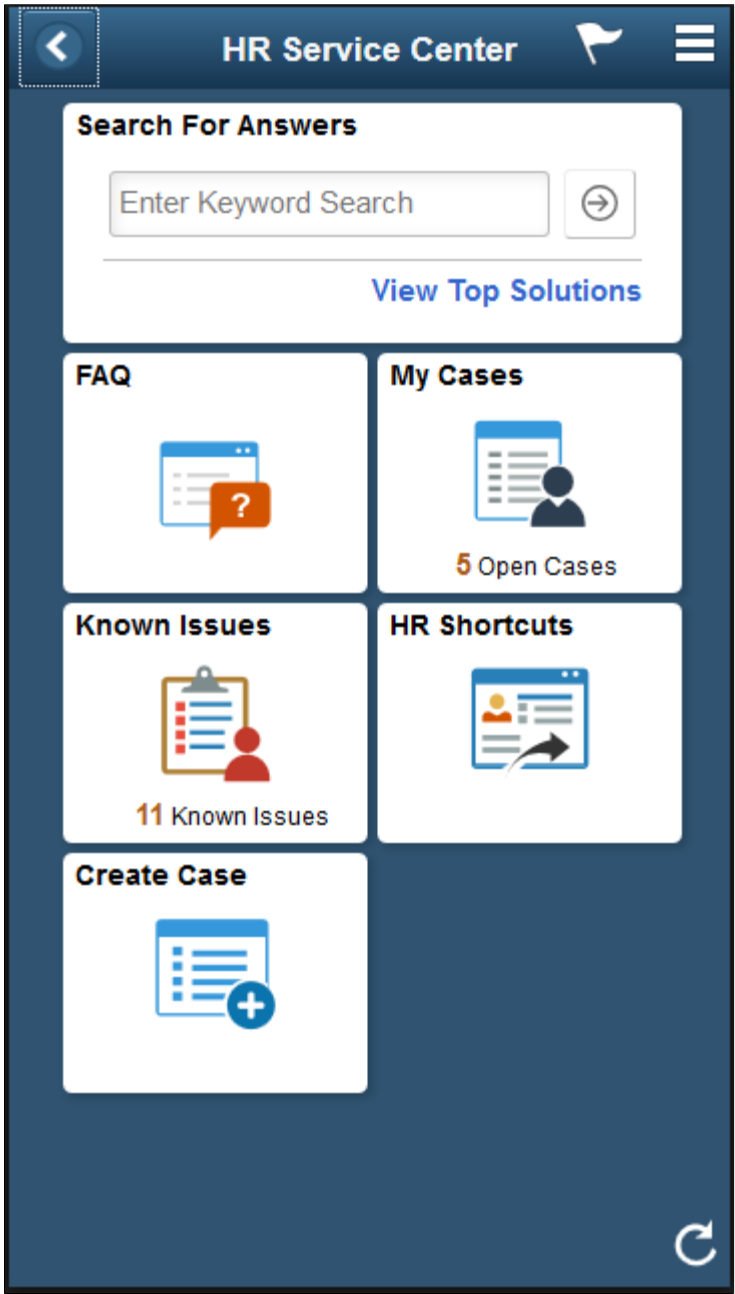 HR Service Center
Search For Answers
Enter Keyword Search
View Top Solutions
FAQ
?
My Cases
5 Open Cases
Known Issues
11 Known Issues
HR Shortcuts
Create Case